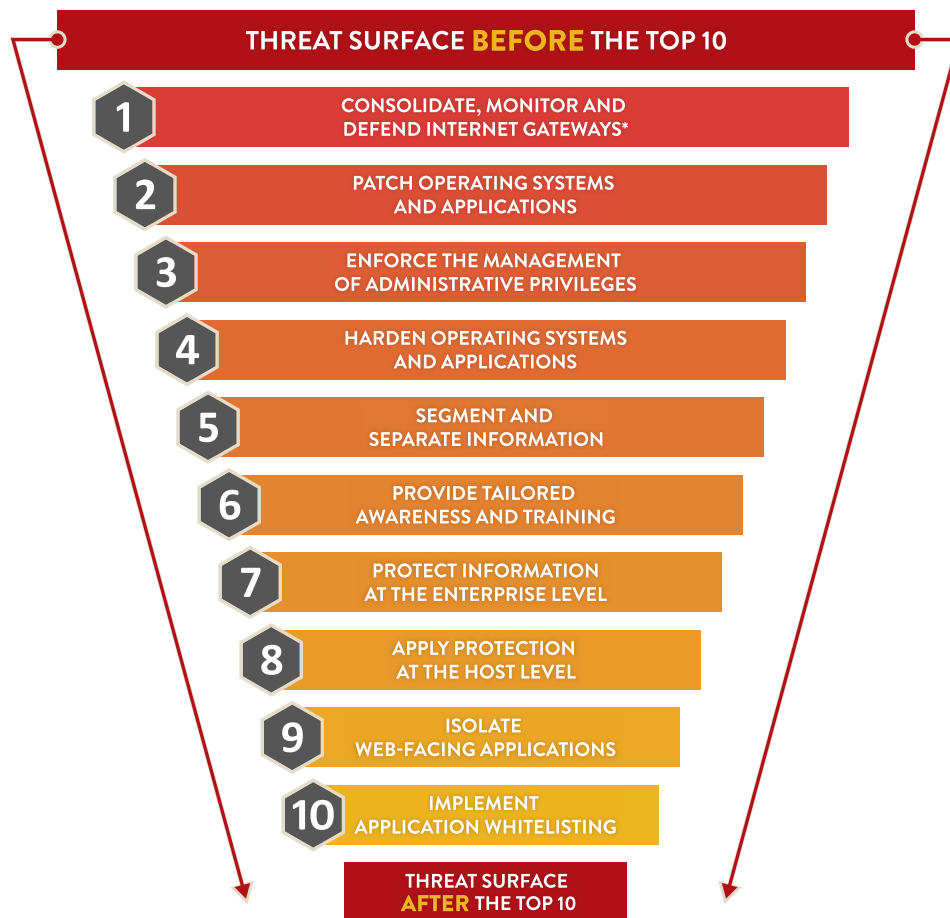 THREAT SURFACE BEFORE THE TOP 10
1
CONSOLIDATE, MONITOR AND
DEFEND INTERNET GATEWAYS*
2
PATCH OPERATING SYSTEMS
AND APPLICATIONS
3
ENFORCE THE MANAGEMENT
OF ADMINISTRATIVE PRIVILEGES
4
HARDEN OPERATING SYSTEMS
AND APPLICATIONS
5
SEGMENT AND
SEPARATE INFORMATION
6
PROVIDE TAILORED
AWARENESS AND TRAINING
7
PROTECT INFORMATION
AT THE ENTERPRISE LEVEL
8
APPLY PROTECTION
AT THE HOST LEVEL
9
ISOLATE
WEB-FACING APPLICATIONS
10
IMPLEMENT
APPLICATION WHITELISTING
THREAT SURFACE
AFTER THE TOP 10